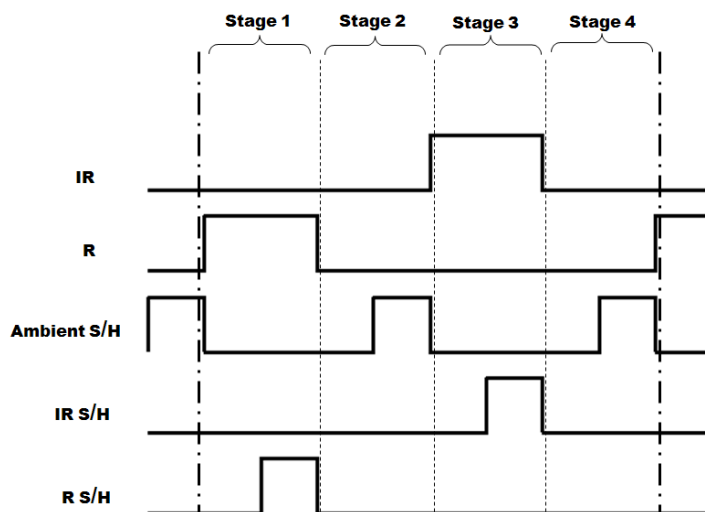 Stage 1
Stage 2
Stage 3
Stage 4
IR
R
Ambient S/H
IR S/H
R S/H